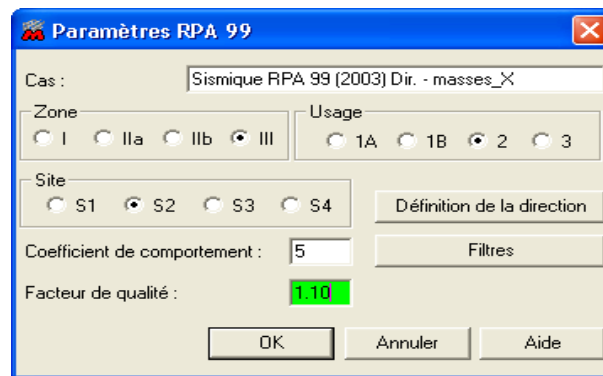 Paramètres RPA 99
Cas : Sismique RPA 99 (2003) Dir. - masses_X
Zone Usage
I IIa IIb III 1A 1B 2 3
Site
S1 S2 S3 S4 Définition de la direction
Coefficient de comportement : 5 Filtres
Facteur de qualité : 1.10
OK Annuler Aide